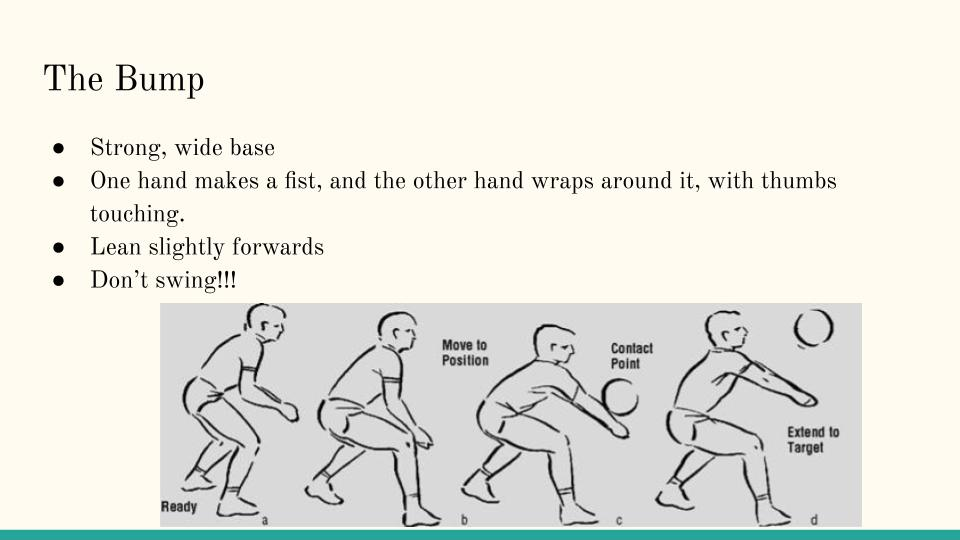 The Bump
● Strong, wide base
● One hand makes a fist, and the other hand wraps around it, with thumbs
touching.
● Lean slightly forwards
● Don’t swing!!!
Move to
Position
Contact
Point
Extend to
Target
Ready
a
b
c
d